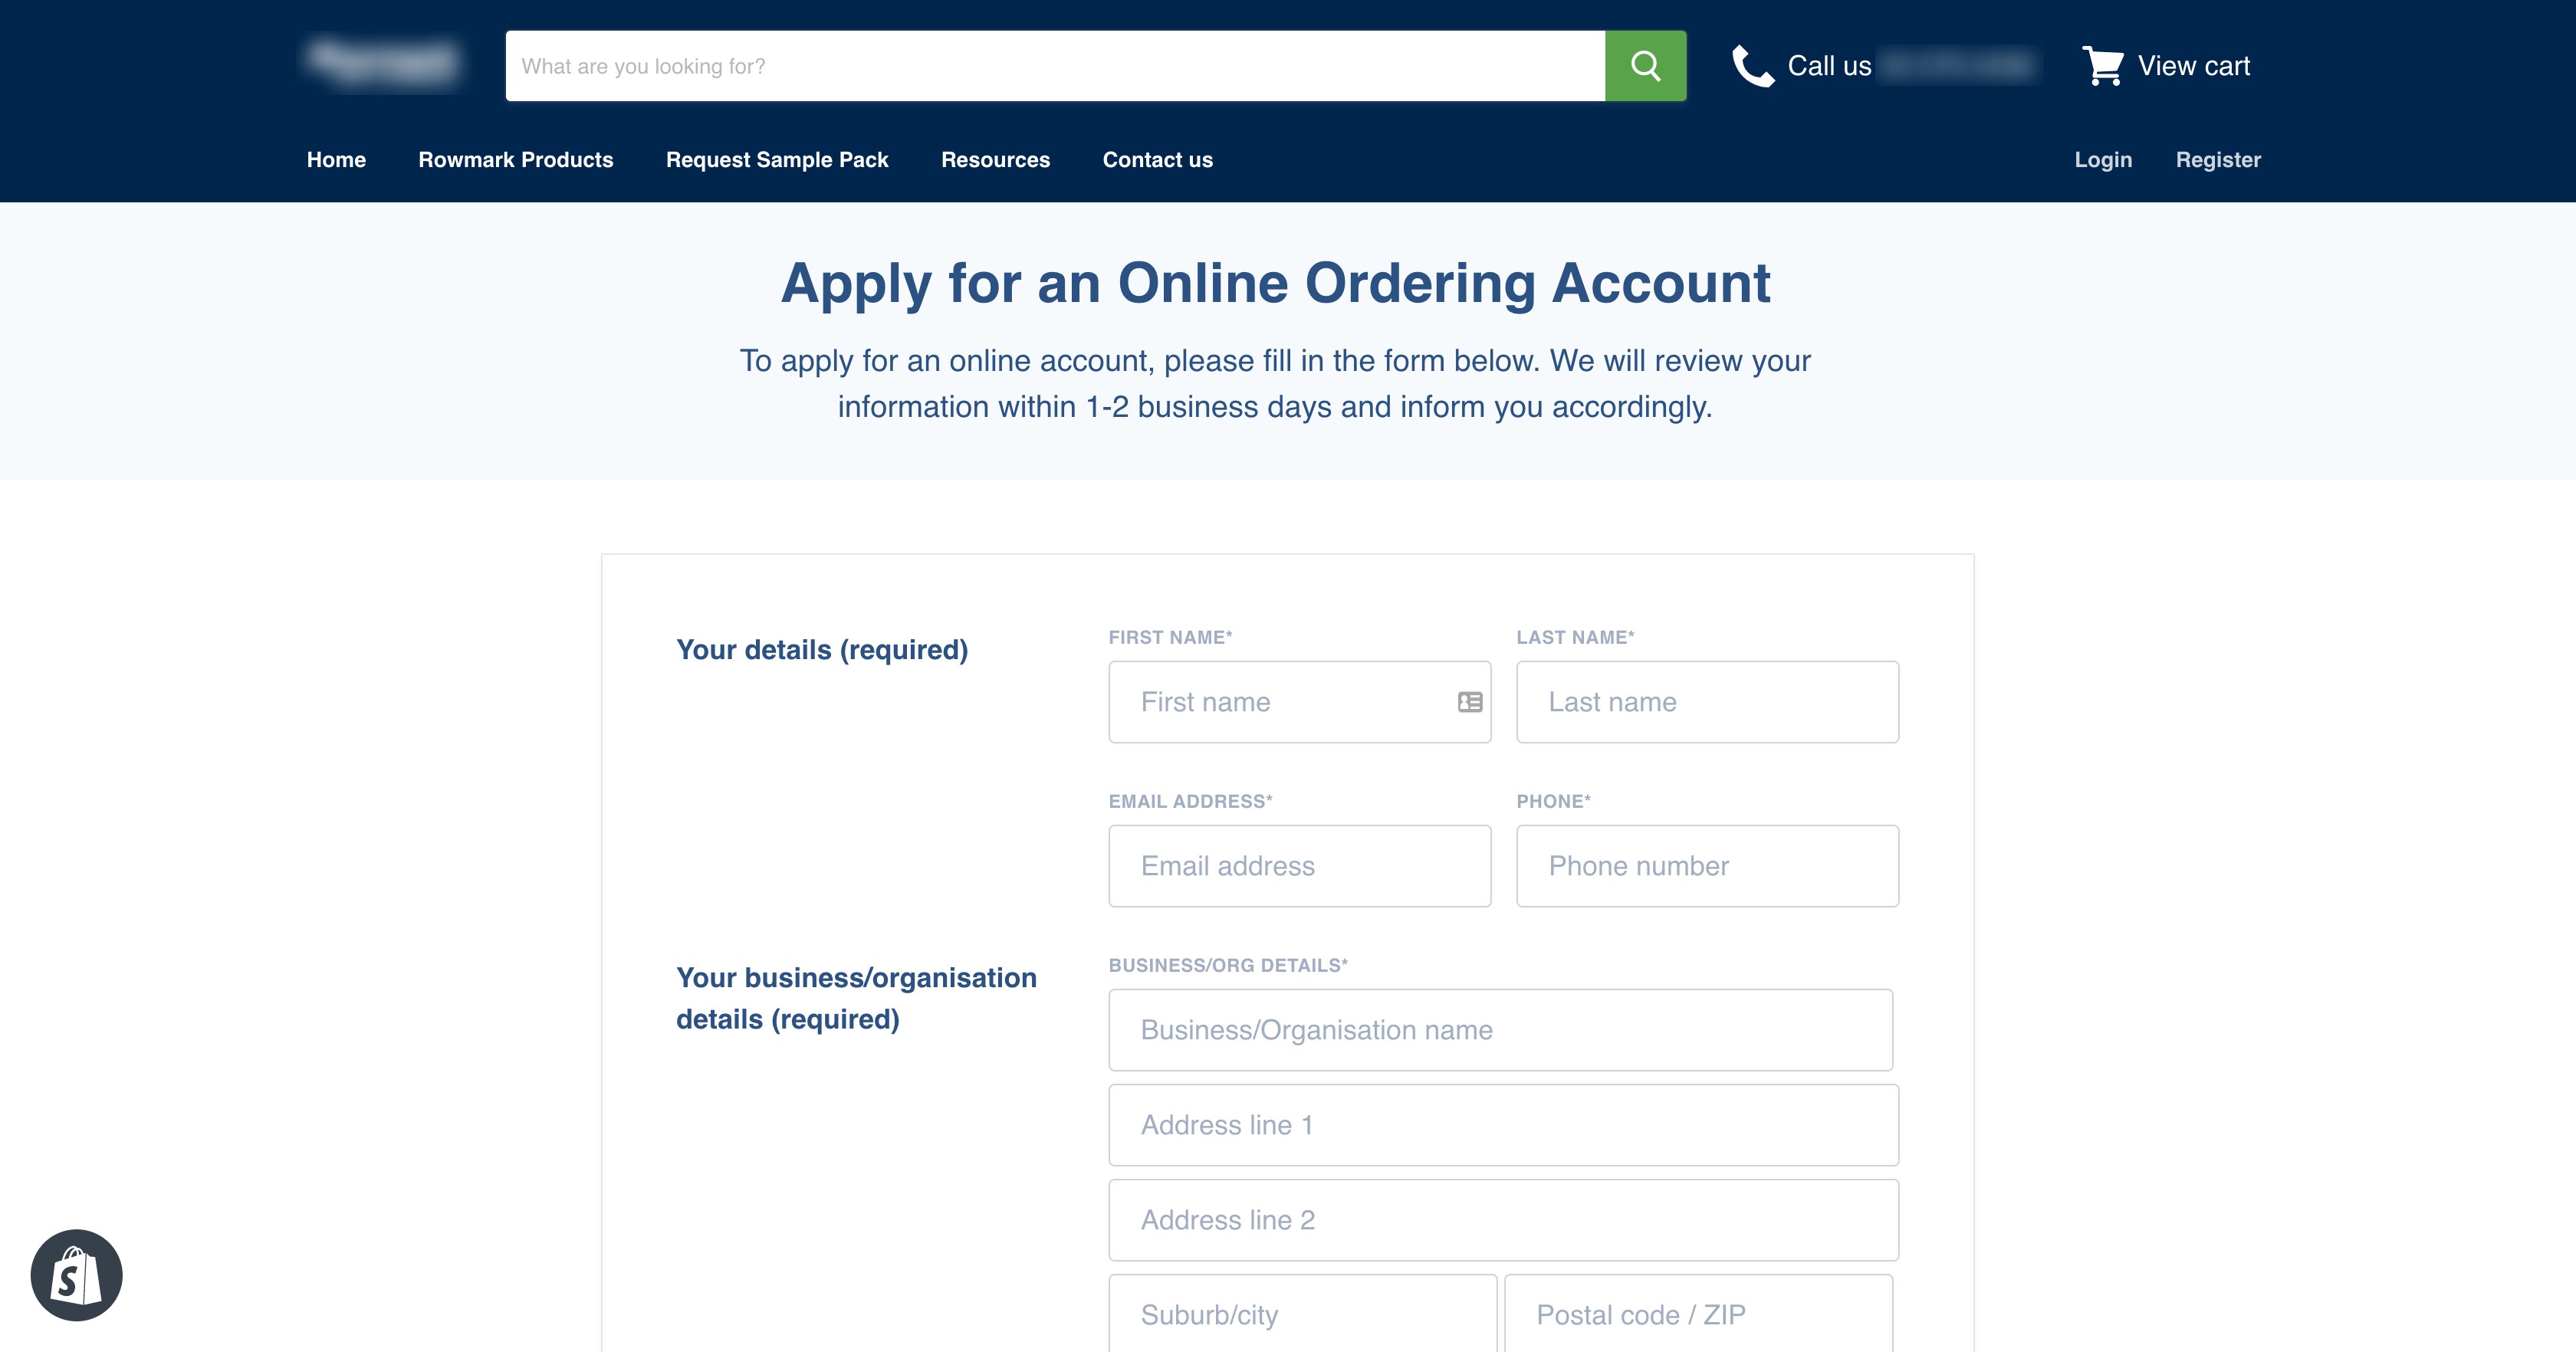 What are you looking for?
Call us
View cart
Home Rowmark Products Request Sample Pack Resources Contact us Login Register
Apply for an Online Ordering Account
To apply for an online account, please fill in the form below. We will review your
information within 1-2 business days and inform you accordingly.
Your details (required)
FIRST NAME* LAST NAME*
First name Last name
EMAIL ADDRESS* PHONE*
Email address Phone number
Your business/organisation
details (required)
BUSINESS/ORG DETAILS*
Business/Organisation name
Address line 1
Address line 2
Suburb/city Postal code / ZIP
S